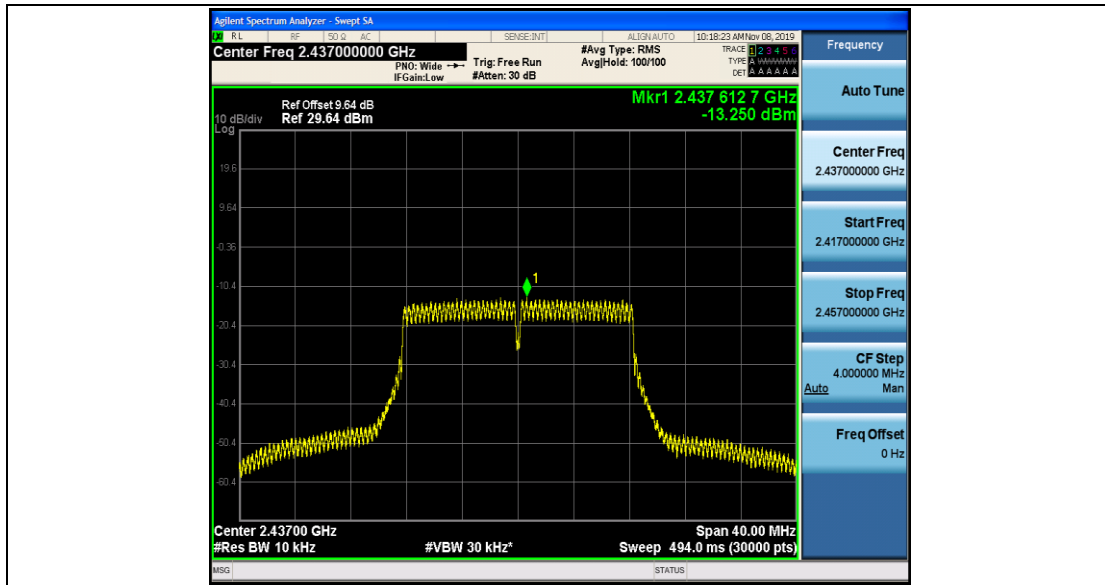 Agilent Spectrum Analyzer - Swept SA
RL RF 50 Ω AC SENSE:INT ALIGNAUTO 10:18:23 AM Nov 08, 2019
Center Freq 2.437000000 GHz
PNO: Wide
IFGain:Low
Trig: Free Run
#Atten: 30 dB
#Avg Type: RMS
Avg|Hold: 100/100
TRACE 1 2 3 4 5 6
TYPE A WWWWW
DET A A A A A A
Ref Offset 9.64 dB
10 dB/div Ref 29.64 dBm
Log
Mkr1 2.437 612 7 GHz
-13.250 dBm
19.6
9.64
-0.36
-10.4
-20.4
-30.4
-40.4
-50.4
-60.4
1
Center 2.43700 GHz Span 40.00 MHz
#Res BW 10 kHz #VBW 30 kHz* Sweep 494.0 ms (30000 pts)
MSG STATUS
Frequency
Auto Tune
Center Freq
2.437000000 GHz
Start Freq
2.417000000 GHz
Stop Freq
2.457000000 GHz
CF Step
4.000000 MHz
Auto Man
Freq Offset
0 Hz